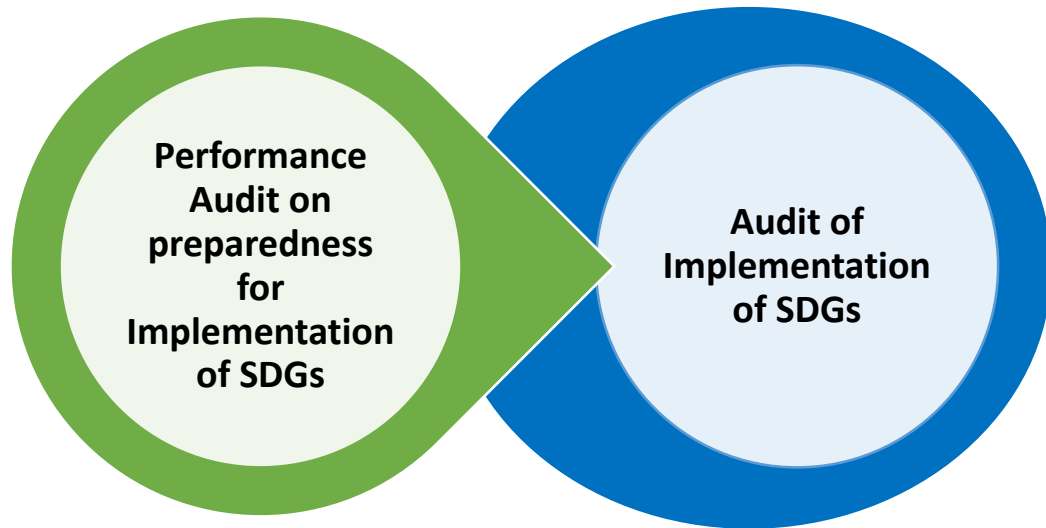 Performance
Audit on
preparedness
for
Implementation
of SDGs
Audit of
Implementation
of SDGs